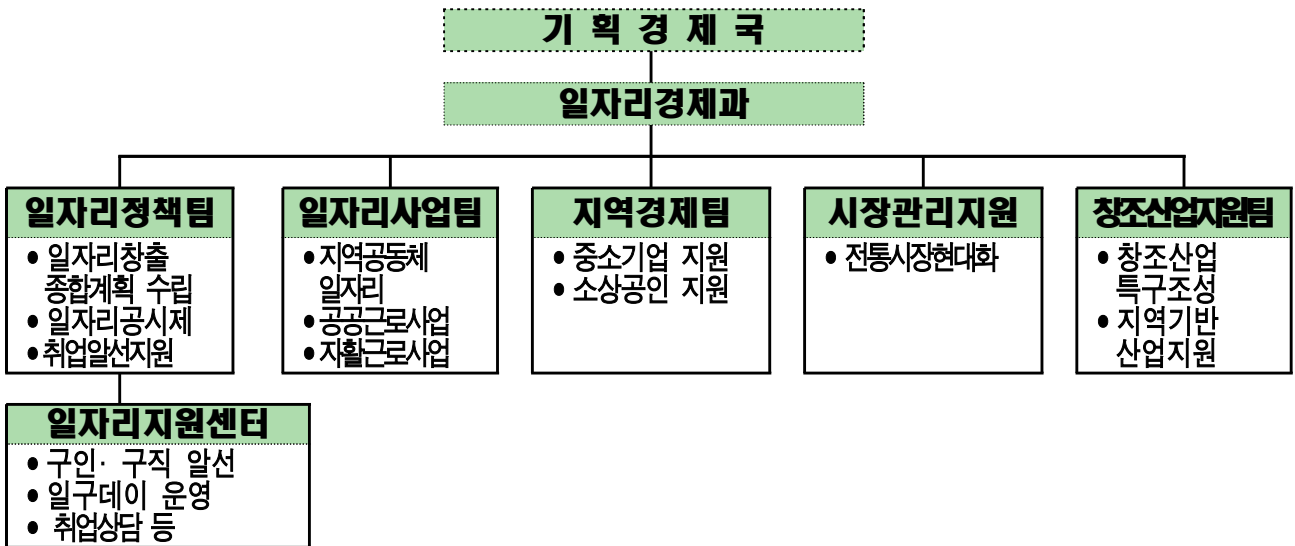 기 획 경 제 국
일자리경제과
일자리정책팀
● 일자리창출
종합계획 수립
● 일자리공시제
● 취업알선지원
일자리사업팀
● 지역공동체
일자리
● 공공근로사업
● 자활근로사업
지역경제팀
● 중소기업 지원
● 소상공인 지원
시장관리지원
● 전통시장현대화
창조산업지원팀
● 창조산업
특구조성
● 지역기반
산업지원
일자리지원센터
● 구인· 구직 알선
● 일구데이 운영
● 취업상담 등